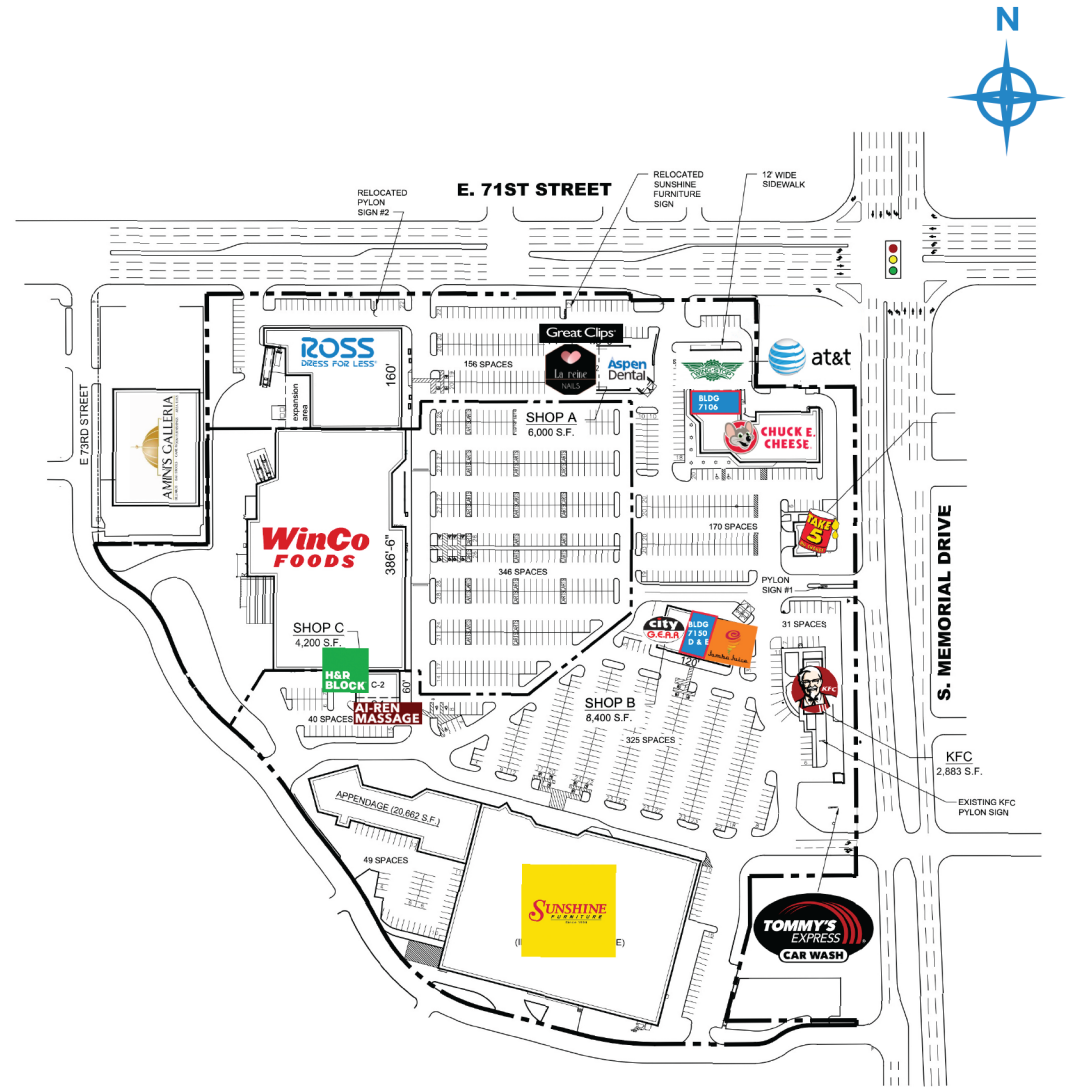 N
E. 71ST STREET
RELOCATED
PYLON
SIGN #2
RELOCATED
SUNSHINE
FURNITURE
SIGN
12' WIDE
SIDEWALK
ROSS
DRESS FOR LESS
160'
expansion
area
156 SPACES
Great Clips
La reine
NAILS
Aspen
Dental
at&t
WINGSTOP
BLDG
7106
CHUCK E.
CHEESE
SHOP A
6,000 S.F.
E 73RD STREET
AMINI'S GALLERIA
WinCo
FOODS
386'-6"
346 SPACES
170 SPACES
TAKE
5
PYLON
SIGN #1
S. MEMORIAL DRIVE
31 SPACES
city
G.E.A.R
BLDG
7150
D & E
Jamba Juice
120'
SHOP C
4,200 S.F.
H&R
BLOCK
C-2
60'
AI-REN
MASSAGE
40 SPACES
SHOP B
8,400 S.F.
325 SPACES
KFC
KFC
2,883 S.F.
EXISTING KFC
PYLON SIGN
APPENDAGE (20,662 S.F.)
49 SPACES
SUNSHINE
FURNITURE
(I
E)
TOMMY'S
EXPRESS
CAR WASH